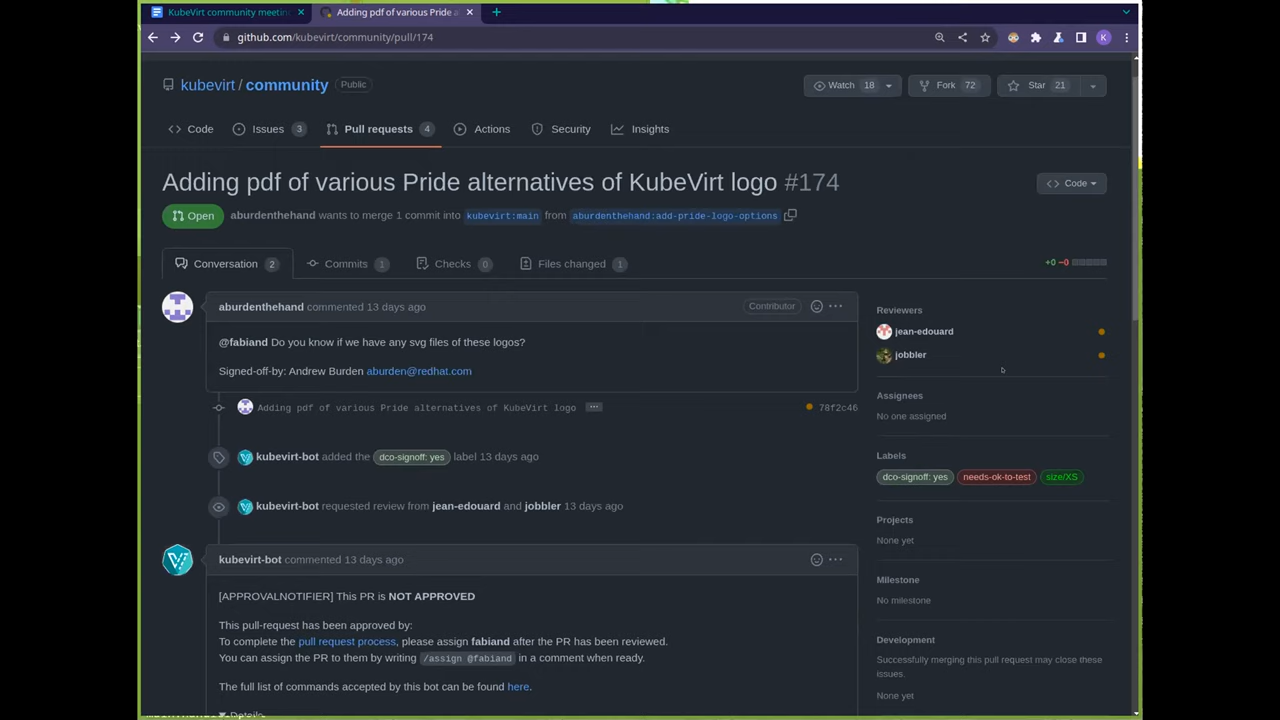 KubeVirt community meetin
Adding pdf of various Pride a
github.com/kubevirt/community/pull/174
K
kubevirt / community Public
Watch 18
Fork 72
Star 21
Code
Issues 3
Pull requests 4
Actions
Security
Insights
Adding pdf of various Pride alternatives of KubeVirt logo #174
Code
Open aburdenthehand wants to merge 1 commit into kubevirt:main from aburdenthehand:add-pride-logo-options
Conversation 2
Commits 1
Checks 0
Files changed 1
+0 −0
aburdenthehand commented 13 days ago
Contributor
@fabiand Do you know if we have any svg files of these logos?
Signed-off-by: Andrew Burden aburden@redhat.com
Adding pdf of various Pride alternatives of KubeVirt logo
78f2c46
kubevirt-bot added the dco-signoff: yes label 13 days ago
kubevirt-bot requested review from jean-edouard and jobbler 13 days ago
kubevirt-bot commented 13 days ago
[APPROVALNOTIFIER] This PR is NOT APPROVED
This pull-request has been approved by:
To complete the pull request process, please assign fabiand after the PR has been reviewed.
You can assign the PR to them by writing /assign @fabiand in a comment when ready.
The full list of commands accepted by this bot can be found here.
Details
Reviewers
jean-edouard
jobbler
Assignees
No one assigned
Labels
dco-signoff: yes
needs-ok-to-test
size/XS
Projects
None yet
Milestone
No milestone
Development
Successfully merging this pull request may close these
issues.
None yet